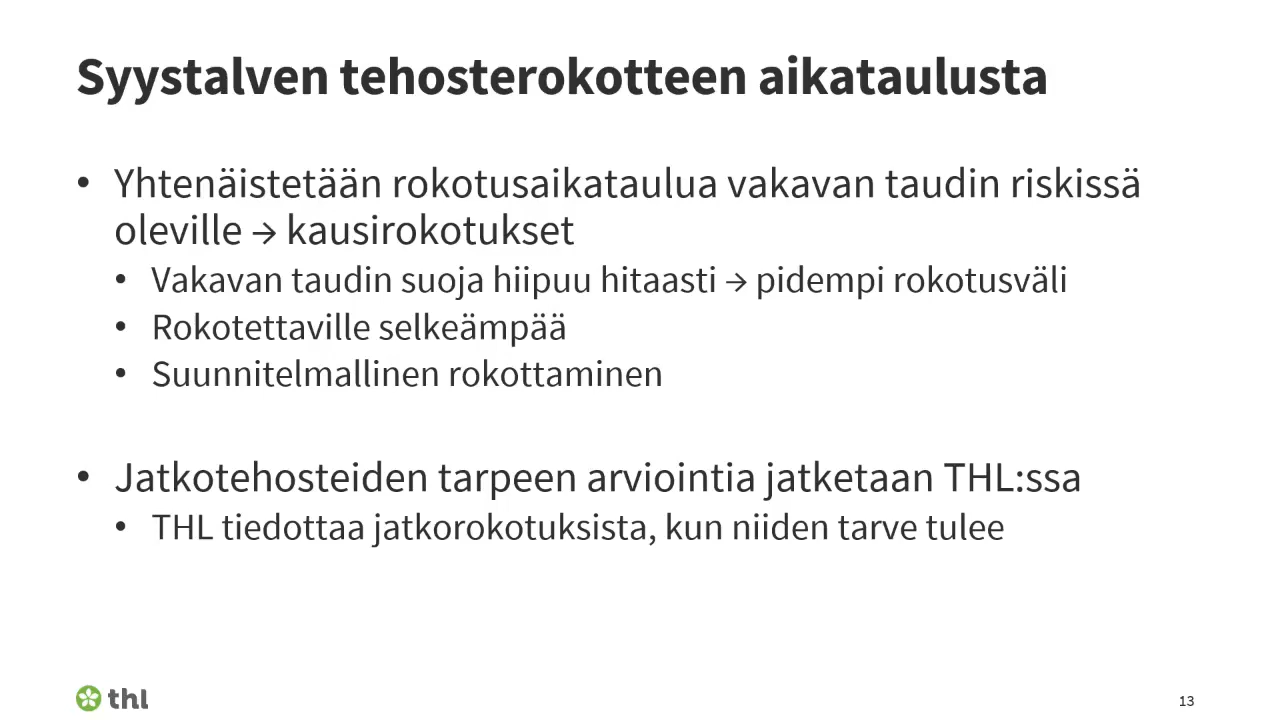 Syystalven tehosterokotteen aikataulusta
• Yhtenäistetään rokotusaikataulua vakavan taudin riskissä
oleville → kausirokotukset
• Vakavan taudin suoja hiipuu hitaasti → pidempi rokotusväli
• Rokotettaville selkeämpää
• Suunnitelmallinen rokottaminen
• Jatkotehosteiden tarpeen arviointia jatketaan THL:ssa
• THL tiedottaa jatkorokotuksista, kun niiden tarve tulee
thl
13